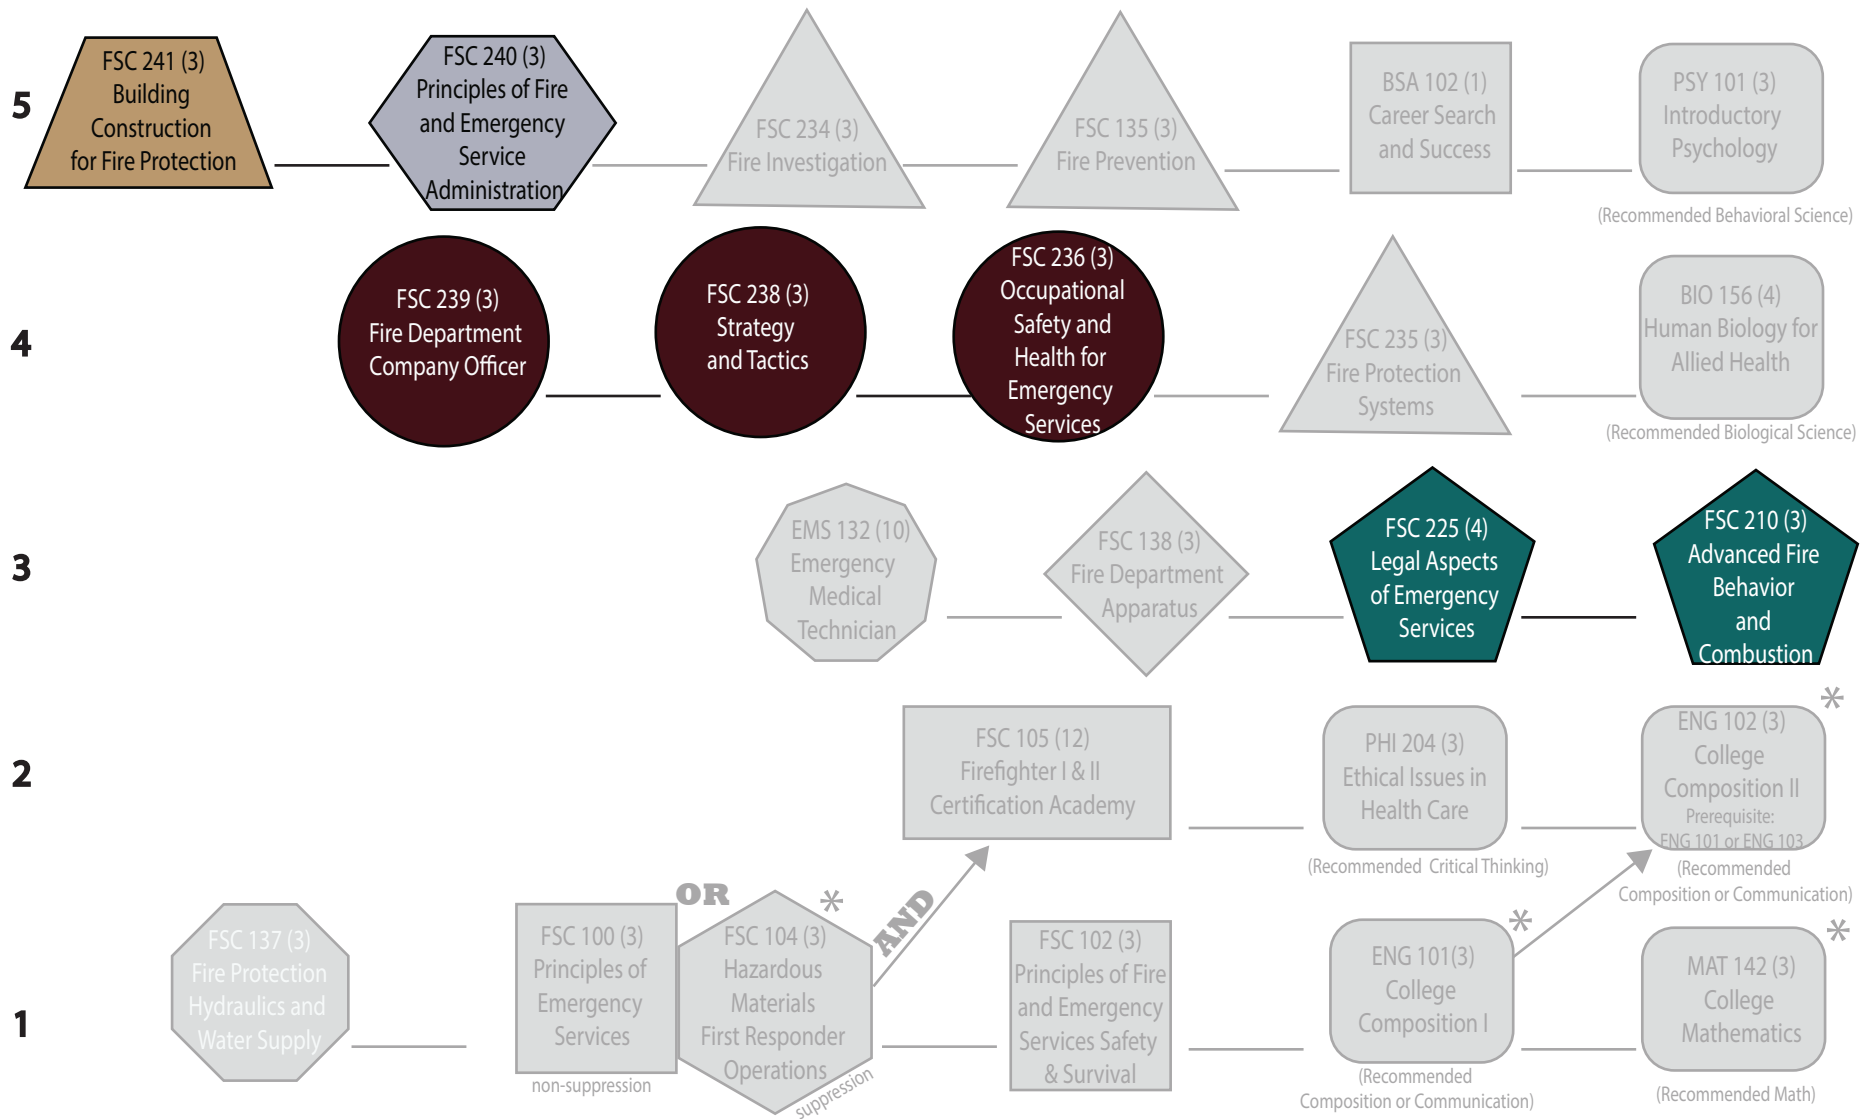 5
FSC 241 (3)
Building
Construction
for Fire Protection
FSC 240 (3)
Principles of Fire
and Emergency
Service
Administration
FSC 234 (3)
Fire Investigation
FSC 135 (3)
Fire Prevention
BSA 102 (1)
Career Search
and Success
PSY 101 (3)
Introductory
Psychology
(Recommended Behavioral Science)
4
FSC 239 (3)
Fire Department
Company Officer
FSC 238 (3)
Strategy
and Tactics
FSC 236 (3)
Occupational
Safety and
Health for
Emergency
Services
FSC 235 (3)
Fire Protection
Systems
BIO 156 (4)
Human Biology for
Allied Health
(Recommended Biological Science)
3
EMS 132 (10)
Emergency
Medical
Technician
FSC 138 (3)
Fire Department
Apparatus
FSC 225 (4)
Legal Aspects
of Emergency
Services
FSC 210 (3)
Advanced Fire
Behavior
and
Combustion
2
FSC 105 (12)
Firefighter I & II
Certification Academy
PHI 204 (3)
Ethical Issues in
Health Care
(Recommended Critical Thinking)
*
ENG 102 (3)
College
Composition II
Prerequisite:
ENG 101 or ENG 103
(Recommended
Composition or Communication)
1
FSC 137 (3)
Fire Protection
Hydraulics and
Water Supply
FSC 100 (3)
Principles of
Emergency
Services
non-suppression
OR
*
FSC 104 (3)
Hazardous
Materials
First Responder
Operations
suppression
AND
FSC 102 (3)
Principles of Fire
and Emergency
Services Safety
& Survival
*
ENG 101(3)
College
Composition I
(Recommended
Composition or Communication)
*
MAT 142 (3)
College
Mathematics
(Recommended Math)